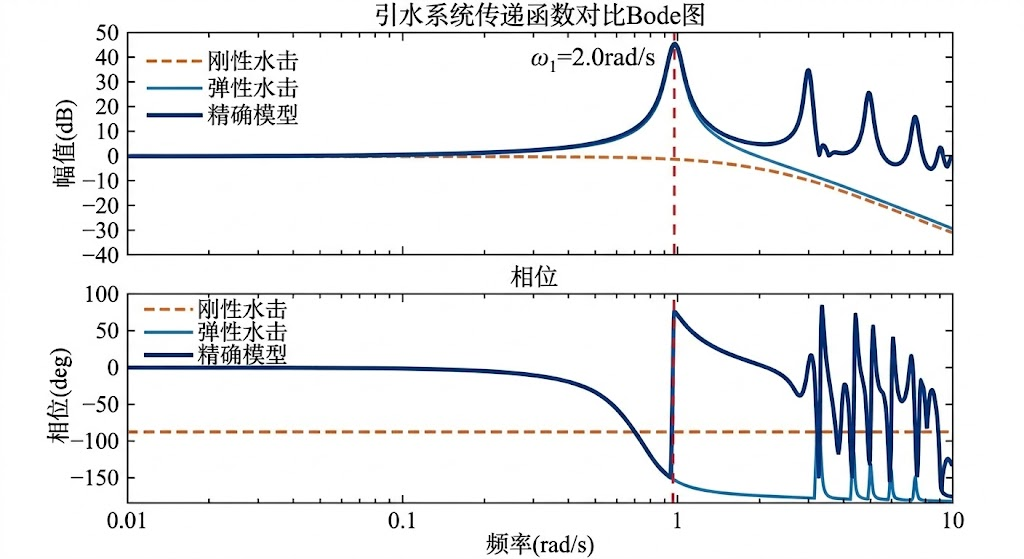 引水系统传递函数对比Bode图
幅值(dB)
50
40
30
20
10
0
−10
−20
−30
−40
刚性水击
弹性水击
精确模型
ω₁=2.0rad/s
相位
相位(deg)
100
50
0
−50
−100
−150
刚性水击
弹性水击
精确模型
0.01
0.1
1
10
频率(rad/s)